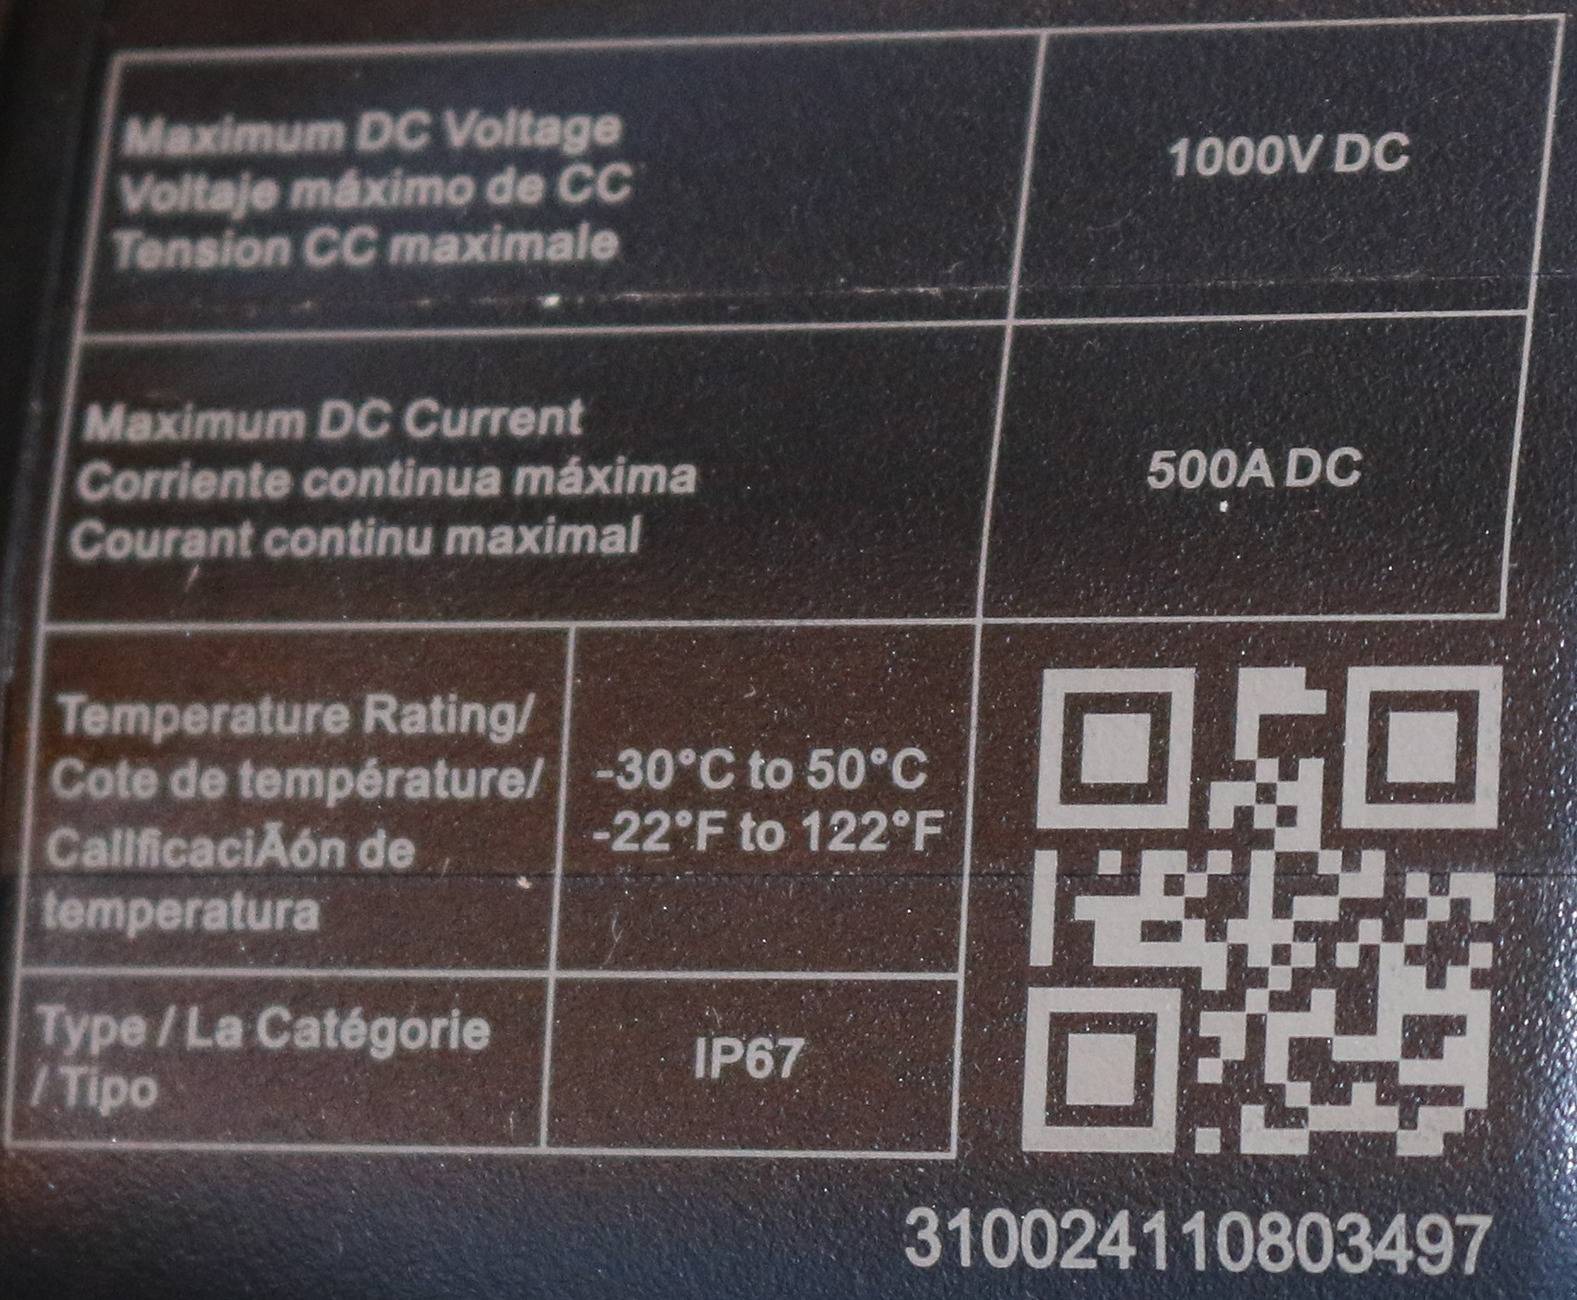 Maximum DC Voltage
Voltaje máximo de CC
Tension CC maximale
1000V DC
Maximum DC Current
Corriente continua máxima
Courant continu maximal
500A DC
Temperature Rating/
Cote de température/
CalificaciÃón de
temperatura
-30°C to 50°C
-22°F to 122°F
Type / La Catégorie
/ Tipo
IP67
310024110803497